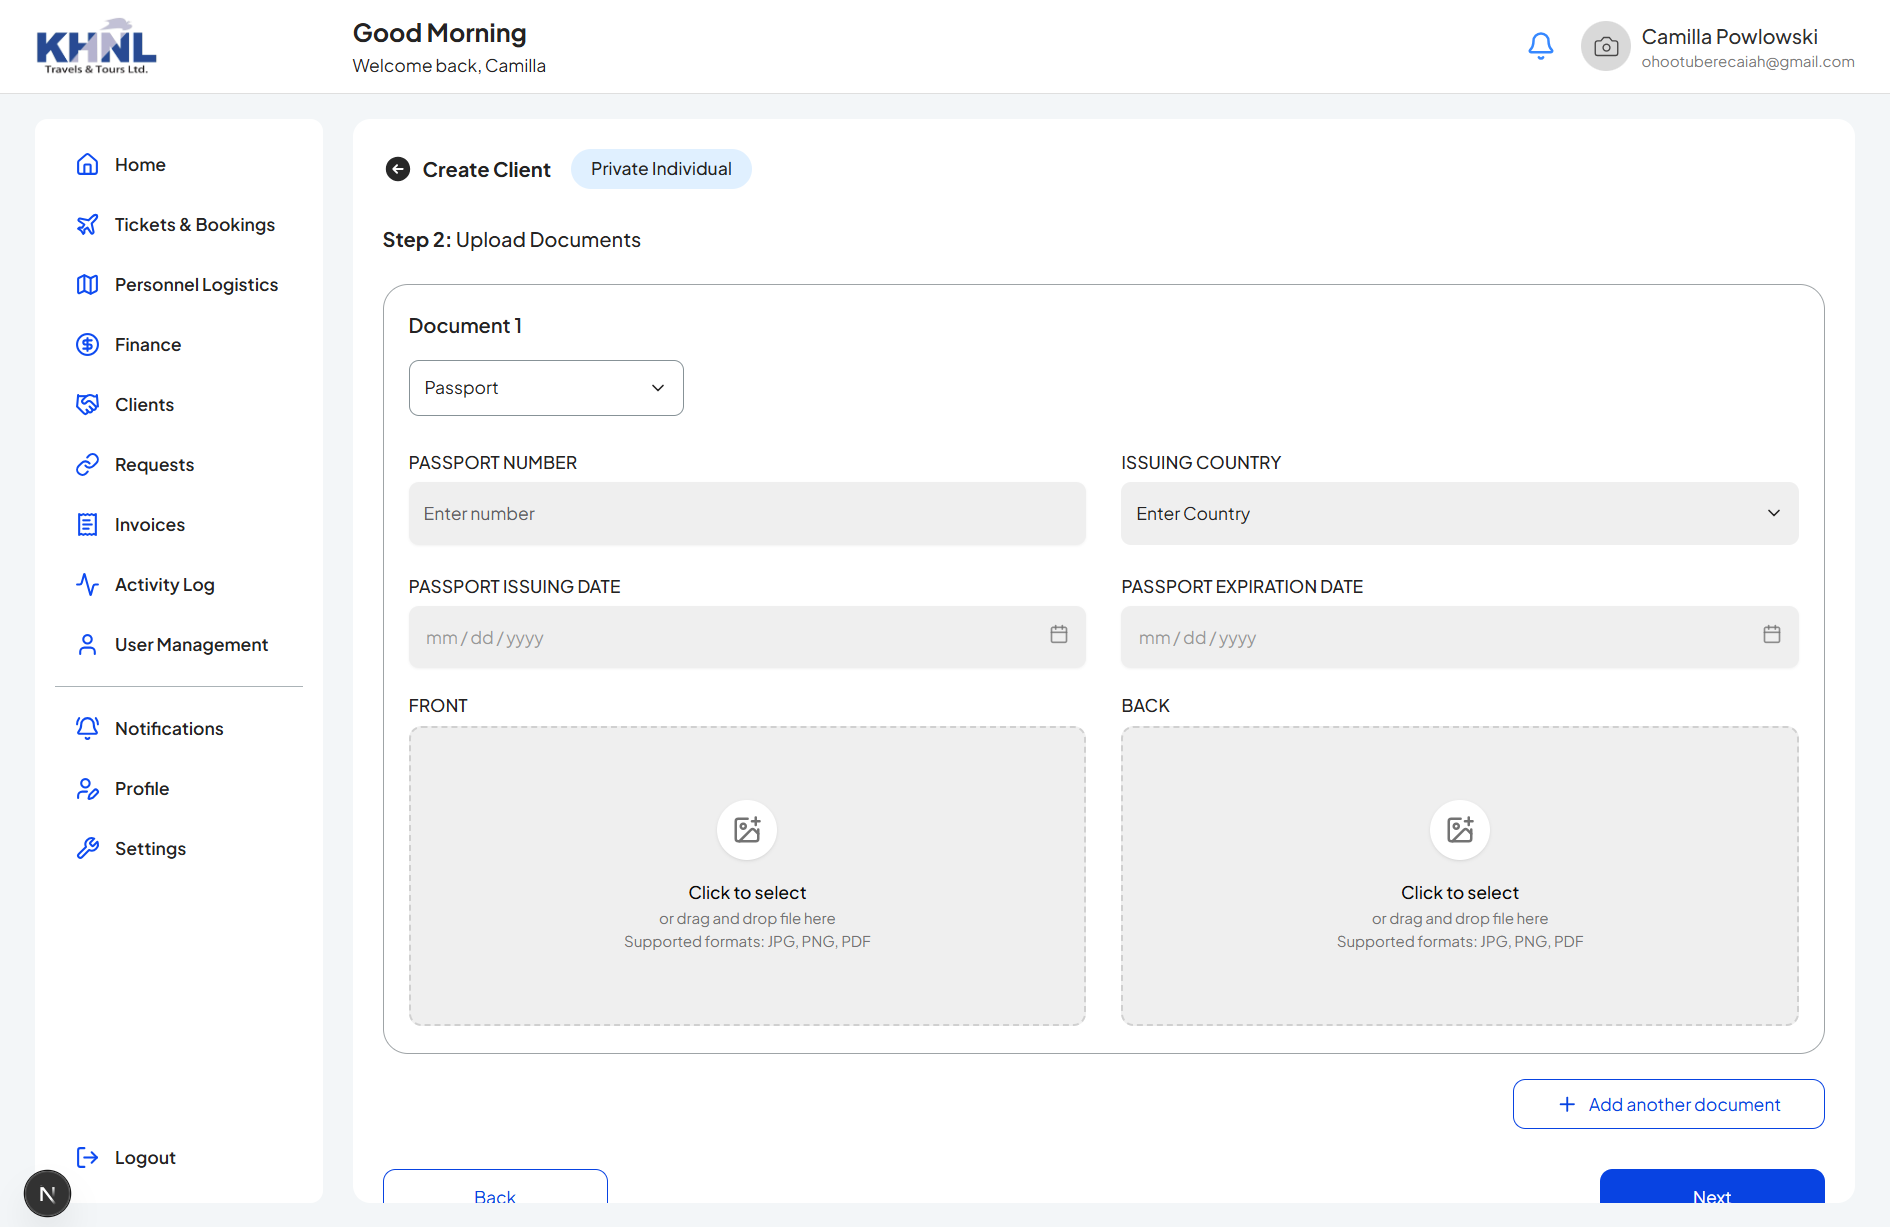 KHNL
Travels & Tours Ltd.
Good Morning
Welcome back, Camilla
Camilla Powlowski
ohootuberecaiah@gmail.com
Home
Tickets & Bookings
Personnel Logistics
Finance
Clients
Requests
Invoices
Activity Log
User Management
Notifications
Profile
Settings
Logout
N
Create Client
Private Individual
Step 2: Upload Documents
Document 1
Passport
PASSPORT NUMBER
Enter number
ISSUING COUNTRY
Enter Country
PASSPORT ISSUING DATE
mm / dd / yyyy
PASSPORT EXPIRATION DATE
mm / dd / yyyy
FRONT
Click to select
or drag and drop file here
Supported formats: JPG, PNG, PDF
BACK
Click to select
or drag and drop file here
Supported formats: JPG, PNG, PDF
Add another document
Back
Next